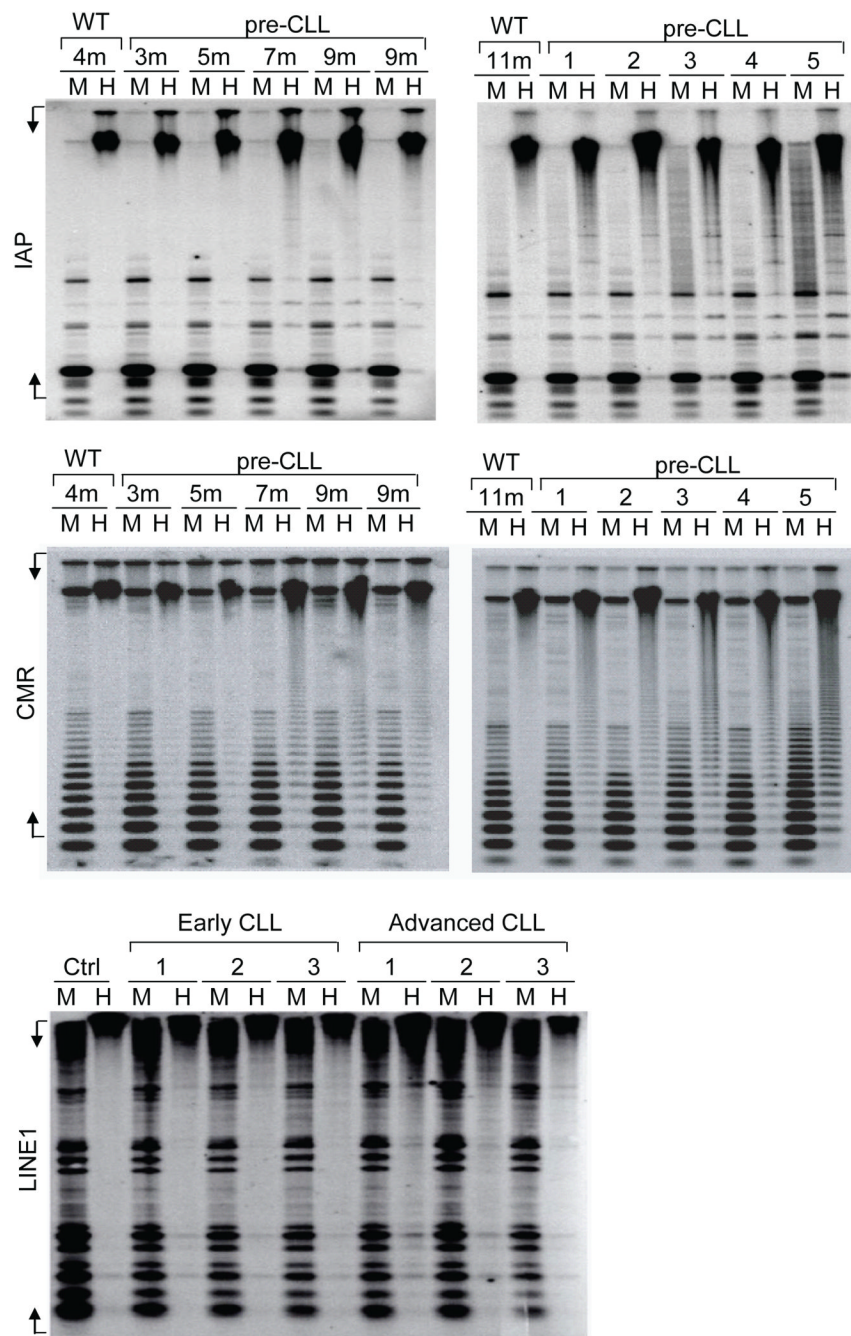 WT pre-CLL
4m 3m 5m 7m 9m 9m
M H M H M H M H M H M H
IAP
WT pre-CLL
11m 1 2 3 4 5
M H M H M H M H M H M H
WT pre-CLL
4m 3m 5m 7m 9m 9m
M H M H M H M H M H M H
CMR
WT pre-CLL
11m 1 2 3 4 5
M H M H M H M H M H M H
Early CLL Advanced CLL
Ctrl 1 2 3 1 2 3
M H M H M H M H M H M H M H
LINE1